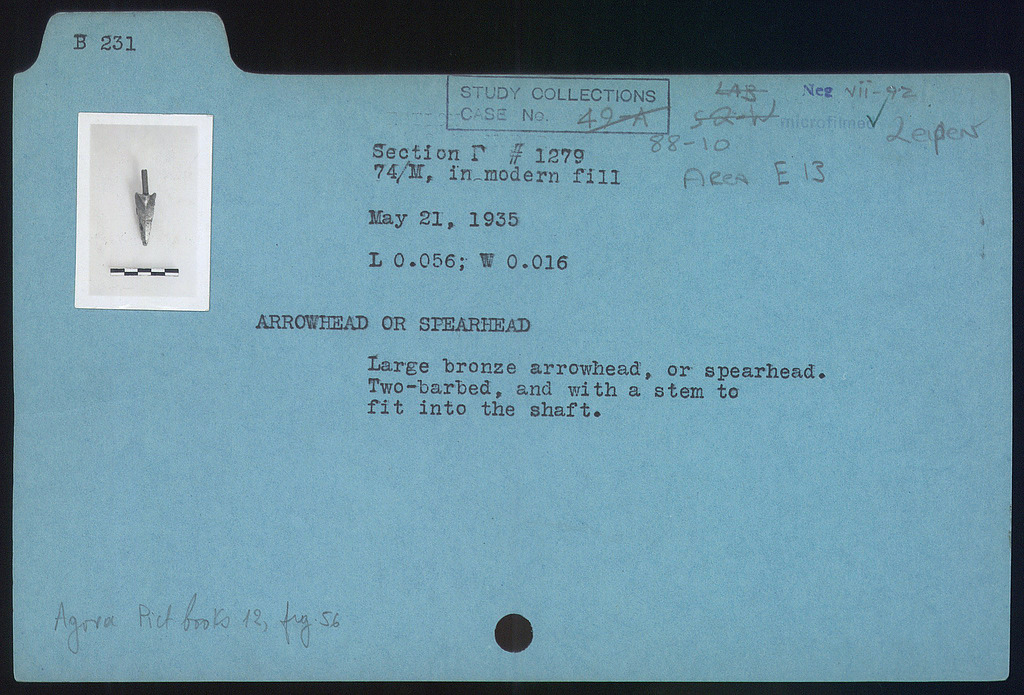 B 231
STUDY COLLECTIONS
CASE No. 49-A
LAB
Neg vii-92
microfilmed ✓
88-10
Section Γ # 1279
74/M, in modern fill
Area E 13
May 21, 1935
L 0.056; W 0.016
ARROWHEAD OR SPEARHEAD
Large bronze arrowhead, or spearhead.
Two-barbed, and with a stem to
fit into the shaft.
Agora Pict books 12, fig. 56